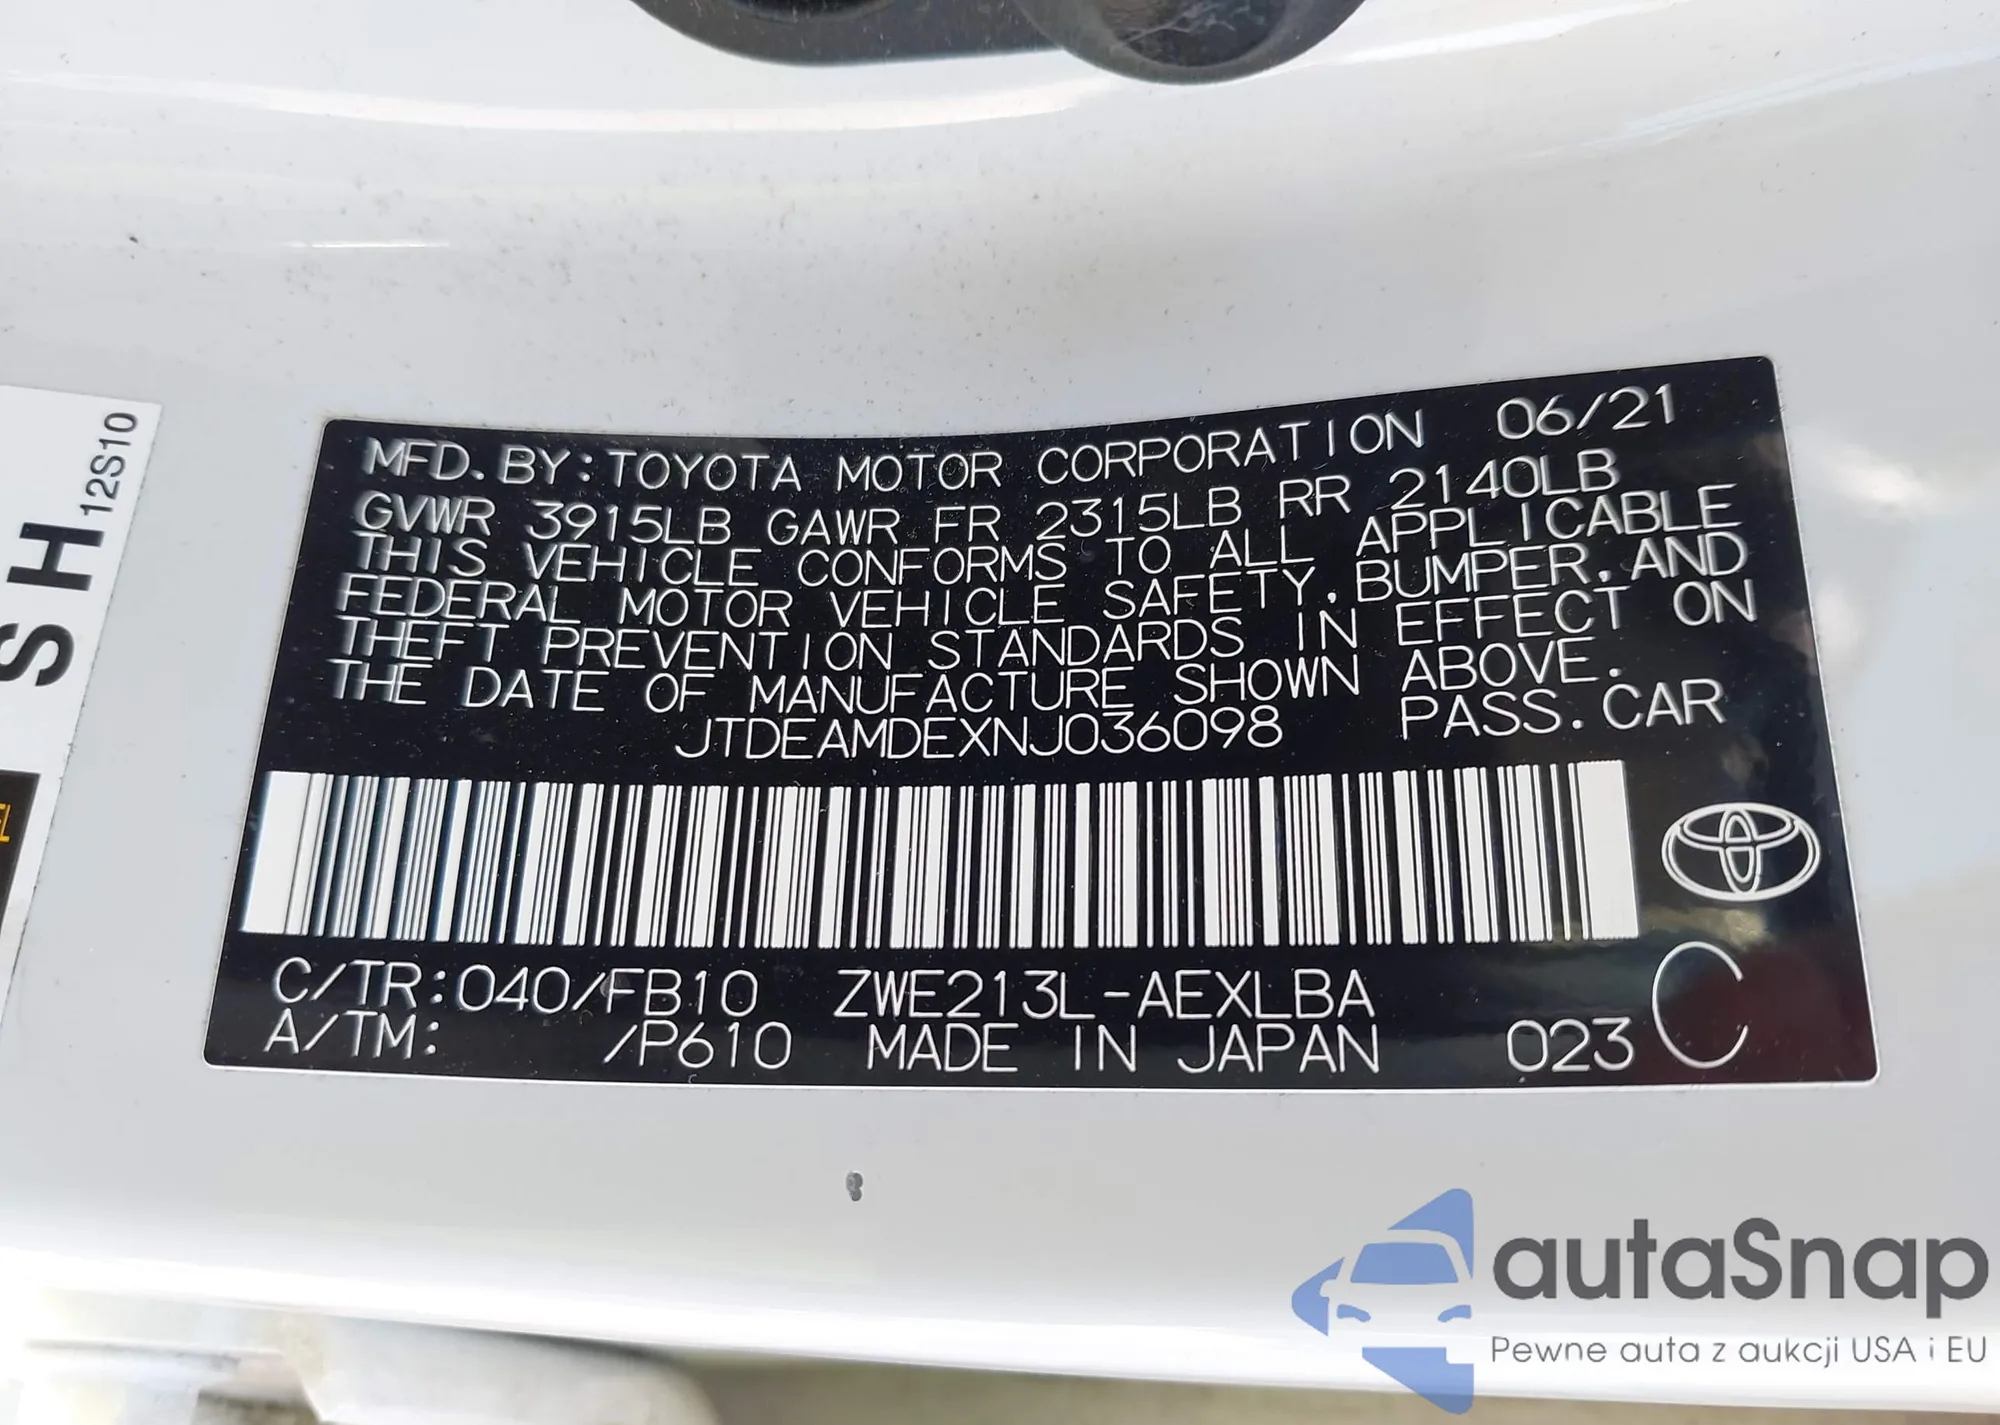 MFD. BY: TOYOTA MOTOR CORPORATION 06/21
GVWR 3915LB GAWR FR 2315LB RR 2140LB
THIS VEHICLE CONFORMS TO ALL APPLICABLE
FEDERAL MOTOR VEHICLE SAFETY, BUMPER, AND
THEFT PREVENTION STANDARDS IN EFFECT ON
THE DATE OF MANUFACTURE SHOWN ABOVE.
JTDEAMDEXNJ036098 PASS. CAR
C/TR: 040/FB10 ZWE213L-AEXLBA
A/TM: /P610 MADE IN JAPAN 023 C
SH 12S10
autaSnap
Pewne auta z aukcji USA i EU